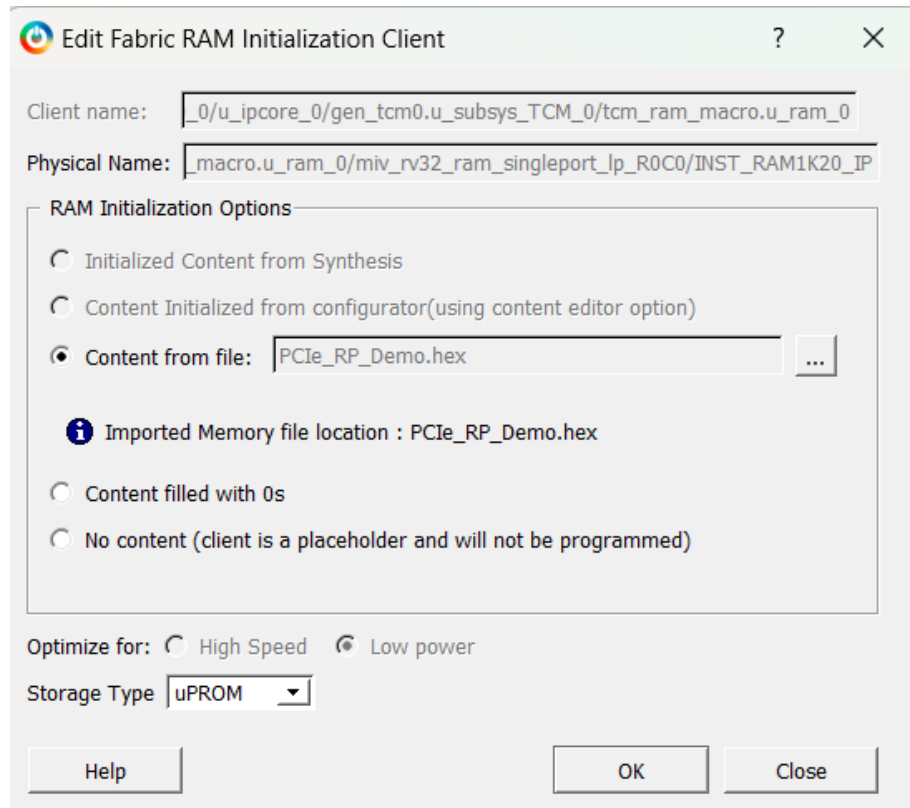 Edit Fabric RAM Initialization Client ? X
Client name: _0/u_ipcore_0/gen_tcm0.u_subsys_TCM_0/tcm_ram_macro.u_ram_0
Physical Name: _macro.u_ram_0/miv_rv32_ram_singleport_lp_R0C0/INST_RAM1K20_IP
RAM Initialization Options
Initialized Content from Synthesis
Content Initialized from configurator(using content editor option)
Content from file: PCIe_RP_Demo.hex ...
Imported Memory file location : PCIe_RP_Demo.hex
Content filled with 0s
No content (client is a placeholder and will not be programmed)
Optimize for: High Speed Low power
Storage Type uPROM
Help OK Close